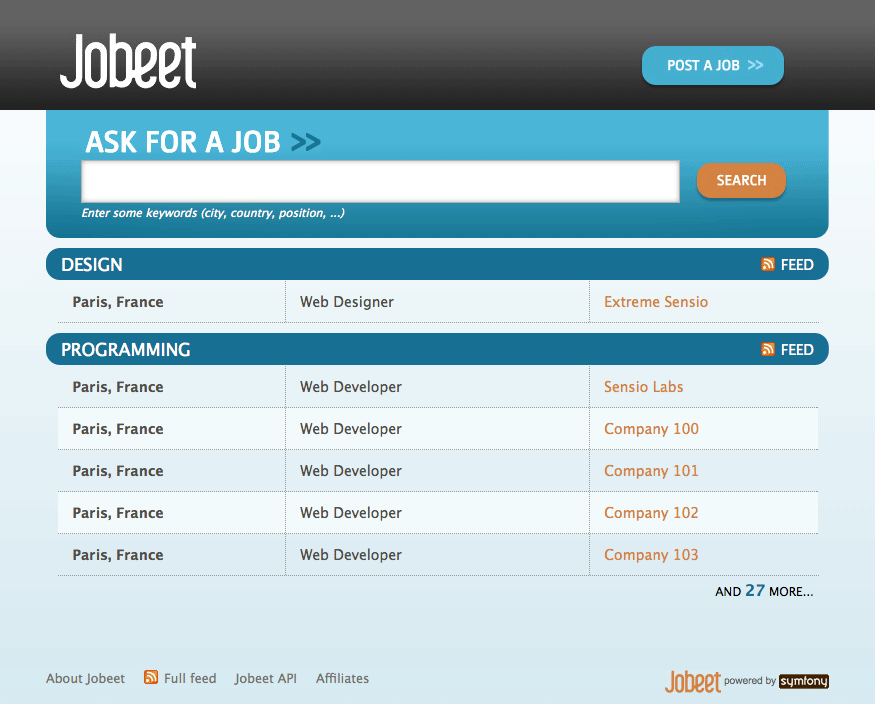 Jobeet
POST A JOB >>
ASK FOR A JOB >>
SEARCH
Enter some keywords (city, country, position, ...)
DESIGN FEED
Paris, France Web Designer Extreme Sensio
PROGRAMMING FEED
Paris, France Web Developer Sensio Labs
Paris, France Web Developer Company 100
Paris, France Web Developer Company 101
Paris, France Web Developer Company 102
Paris, France Web Developer Company 103
AND 27 MORE...
About Jobeet Full feed Jobeet API Affiliates Jobeet powered by symfony